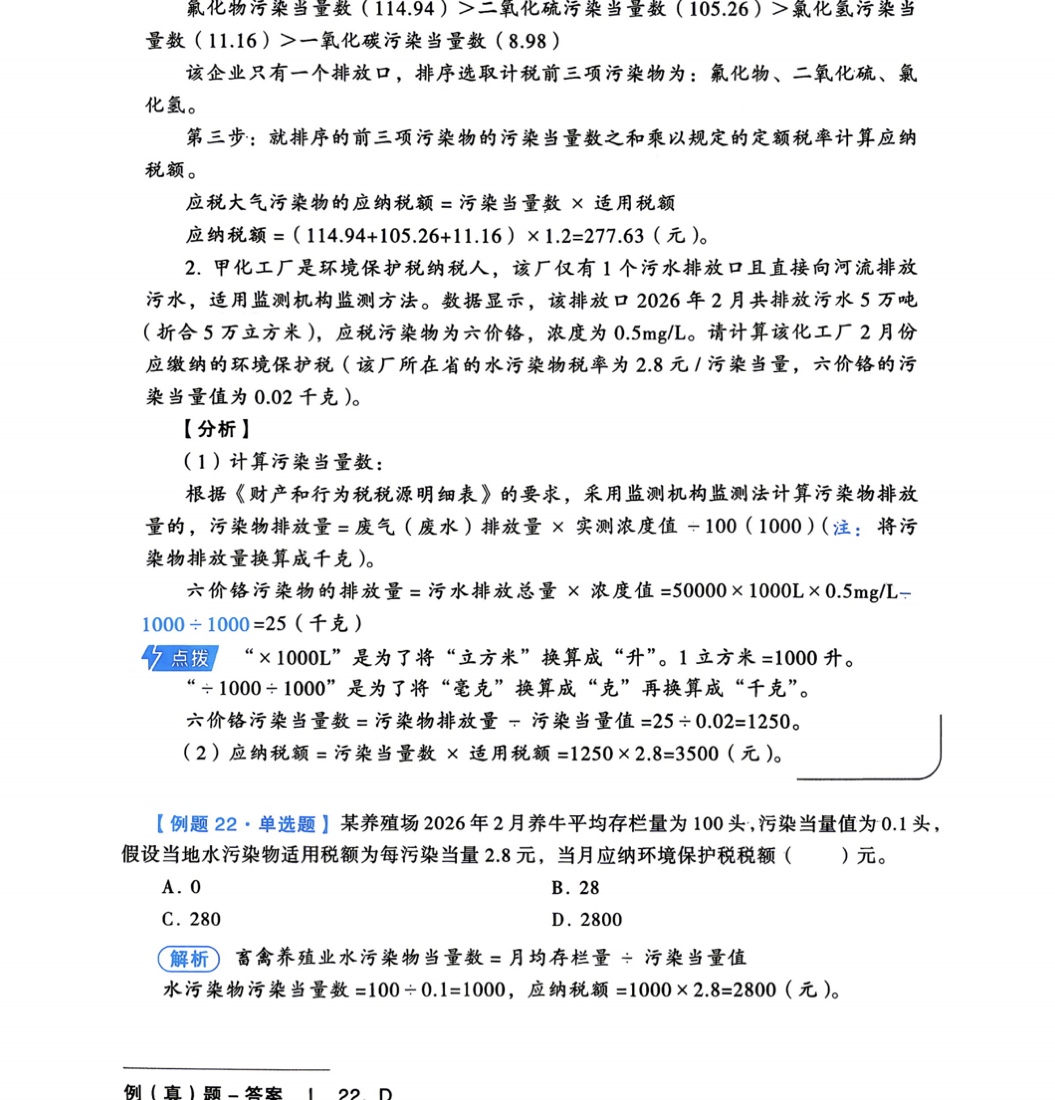 氟化物污染当量数（114.94）＞二氧化硫污染当量数（105.26）＞氯化氢污染当
量数（11.16）＞一氧化碳污染当量数（8.98）
该企业只有一个排放口，排序选取计税前三项污染物为：氟化物、二氧化硫、氯
化氢。
第三步：就排序的前三项污染物的污染当量数之和乘以规定的定额税率计算应纳
税额。
应税大气污染物的应纳税额 = 污染当量数 × 适用税额
应纳税额 =（114.94+105.26+11.16）×1.2=277.63（元）。
2. 甲化工厂是环境保护税纳税人，该厂仅有 1 个污水排放口且直接向河流排放
污水，适用监测机构监测方法。数据显示，该排放口 2026 年 2 月共排放污水 5 万吨
（折合 5 万立方米），应税污染物为六价铬，浓度为 0.5mg/L。请计算该化工厂 2 月份
应缴纳的环境保护税（该厂所在省的水污染物税率为 2.8 元 / 污染当量，六价铬的污
染当量值为 0.02 千克）。
【分析】
（1）计算污染当量数：
根据《财产和行为税税源明细表》的要求，采用监测机构监测法计算污染物排放
量的，污染物排放量 = 废气（废水）排放量 × 实测浓度值 ÷100（1000）（注：将污
染物排放量换算成千克）。
六价铬污染物的排放量 = 污水排放总量 × 浓度值 =50000×1000L×0.5mg/L÷
1000÷1000=25（千克）
点拨 “×1000L”是为了将“立方米”换算成“升”。1 立方米 =1000 升。
“÷1000÷1000”是为了将“毫克”换算成“克”再换算成“千克”。
六价铬污染当量数 = 污染物排放量 ÷ 污染当量值 =25÷0.02=1250。
（2）应纳税额 = 污染当量数 × 适用税额 =1250×2.8=3500（元）。
【例题 22·单选题】某养殖场 2026 年 2 月养牛平均存栏量为 100 头，污染当量值为 0.1 头，
假设当地水污染物适用税额为每污染当量 2.8 元，当月应纳环境保护税税额（　　）元。
A. 0　　B. 28
C. 280　　D. 2800
解析 畜禽养殖业水污染物当量数 = 月均存栏量 ÷ 污染当量值
水污染物污染当量数 =100÷0.1=1000，应纳税额 =1000×2.8=2800（元）。
例（真）题 – 答案 | 22. D